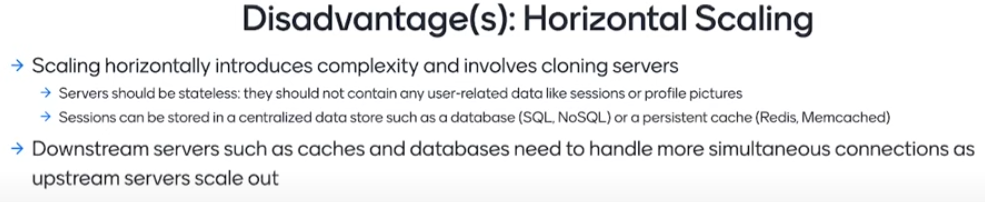 Disadvantage(s): Horizontal Scaling
→ Scaling horizontally introduces complexity and involves cloning servers
→ Servers should be stateless: they should not contain any user-related data like sessions or profile pictures
→ Sessions can be stored in a centralized data store such as a database (SQL, NoSQL) or a persistent cache (Redis, Memcached)
→ Downstream servers such as caches and databases need to handle more simultaneous connections as
upstream servers scale out